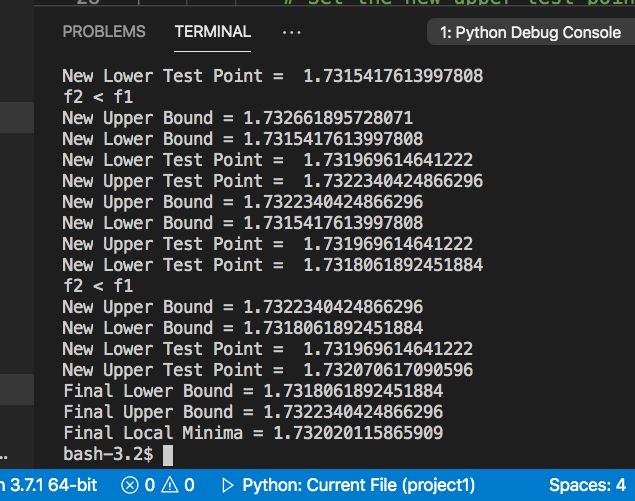 # Set the new upper test poin
PROBLEMS TERMINAL ... 1: Python Debug Console
New Lower Test Point =  1.7315417613997808
f2 < f1
New Upper Bound = 1.732661895728071
New Lower Bound = 1.7315417613997808
New Lower Test Point =  1.731969614641222
New Upper Test Point =  1.7322340424866296
New Upper Bound = 1.7322340424866296
New Lower Bound = 1.7315417613997808
New Upper Test Point =  1.731969614641222
New Lower Test Point =  1.7318061892451884
f2 < f1
New Upper Bound = 1.7322340424866296
New Lower Bound = 1.7318061892451884
New Lower Test Point =  1.731969614641222
New Upper Test Point =  1.732070617090596
Final Lower Bound = 1.7318061892451884
Final Upper Bound = 1.7322340424866296
Final Local Minima = 1.732020115865909
bash-3.2$
n 3.7.1 64-bit 0 0 Python: Current File (project1) Spaces: 4